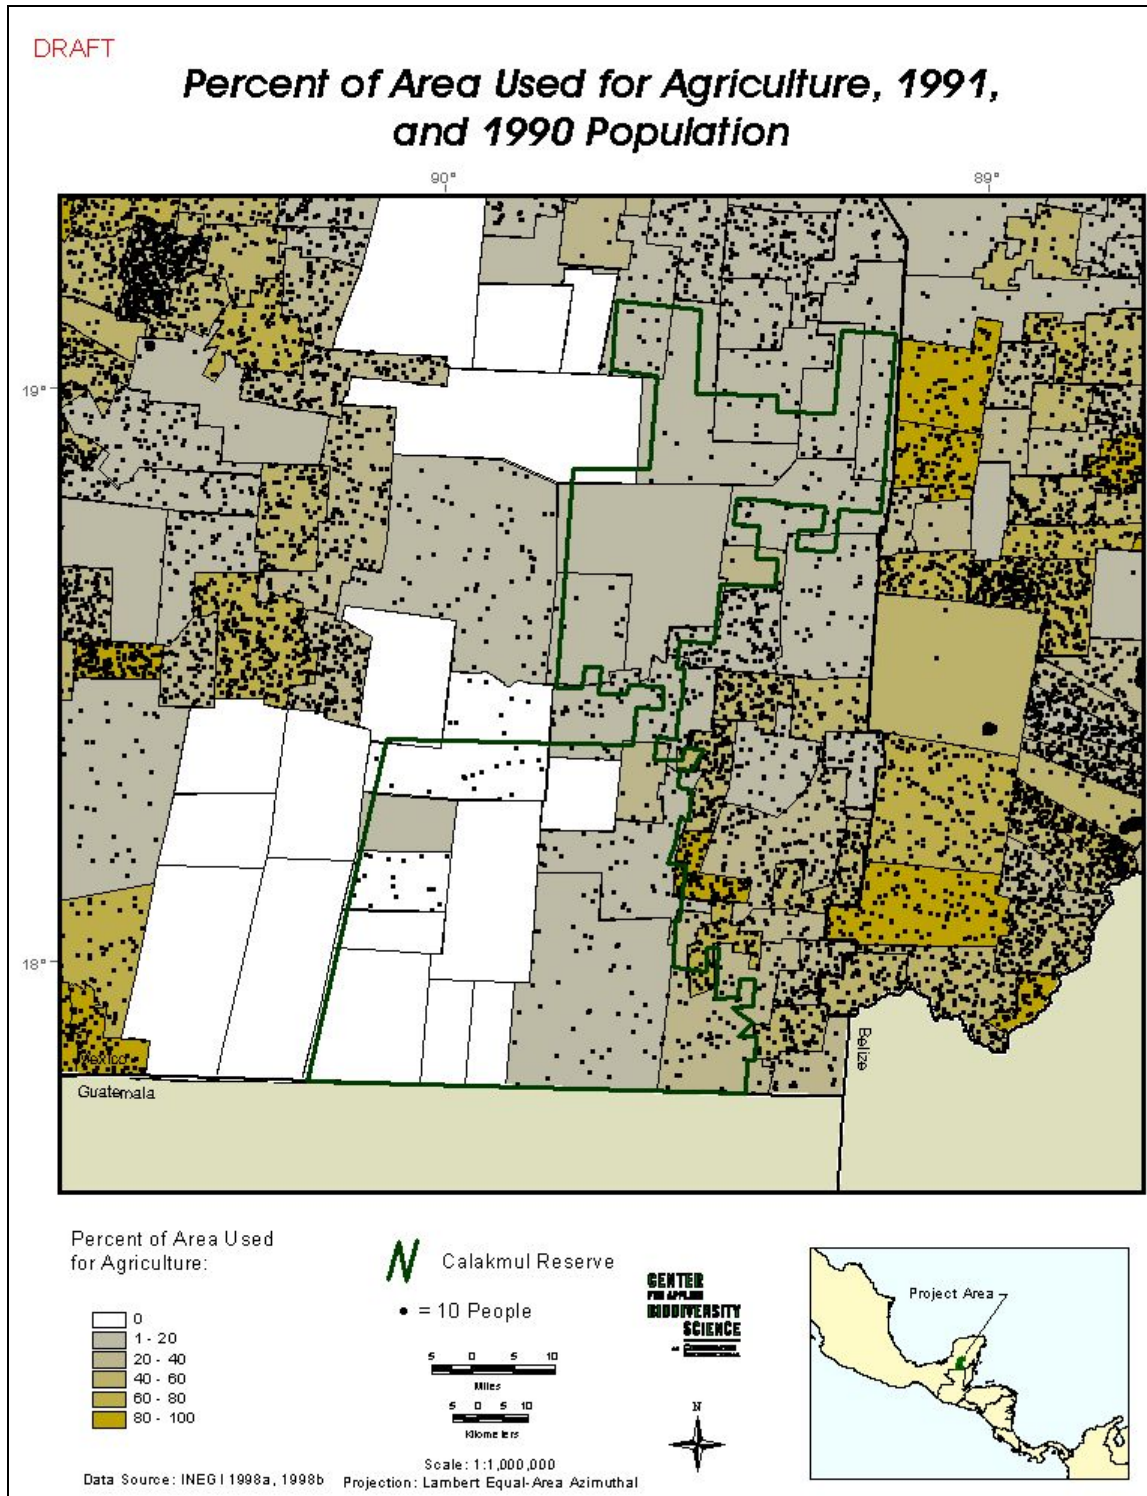 DRAFT
Percent of Area Used for Agriculture, 1991,
and 1990 Population
90°
89°
19°
18°
Mexico
Guatemala
Belize
Percent of Area Used
for Agriculture:
0
1 - 20
20 - 40
40 - 60
60 - 80
80 - 100
Data Source: INEGI 1998a, 1998b
Calakmul Reserve
= 10 People
5 0 5 10
Miles
5 0 5 10
Kilometers
Scale: 1:1,000,000
Projection: Lambert Equal-Area Azimuthal
CENTER
FOR APPLIED
BIODIVERSITY
SCIENCE
N
Project Area